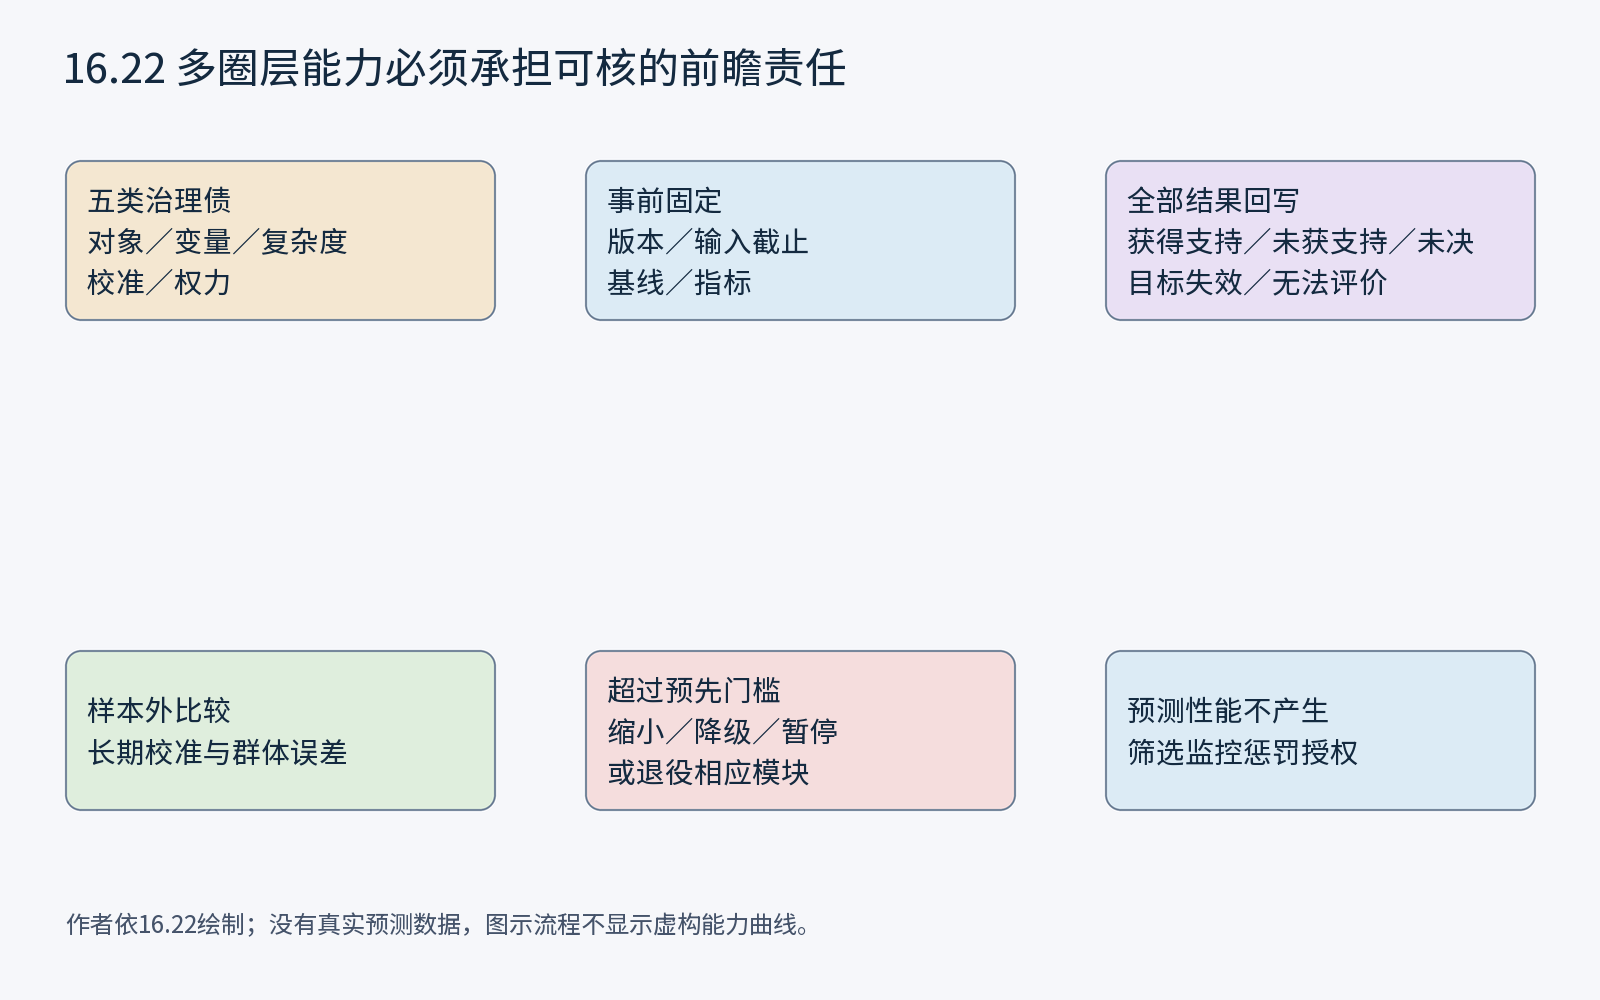 16.22 多圈层能力必须承担可核的前瞻责任
五类治理债
对象／变量／复杂度
校准／权力
事前固定
版本／输入截止
基线／指标
全部结果回写
获得支持／未获支持／未决
目标失效／无法评价
样本外比较
长期校准与群体误差
超过预先门槛
缩小／降级／暂停
或退役相应模块
预测性能不产生
筛选监控惩罚授权
作者依16.22绘制；没有真实预测数据，图示流程不显示虚构能力曲线。